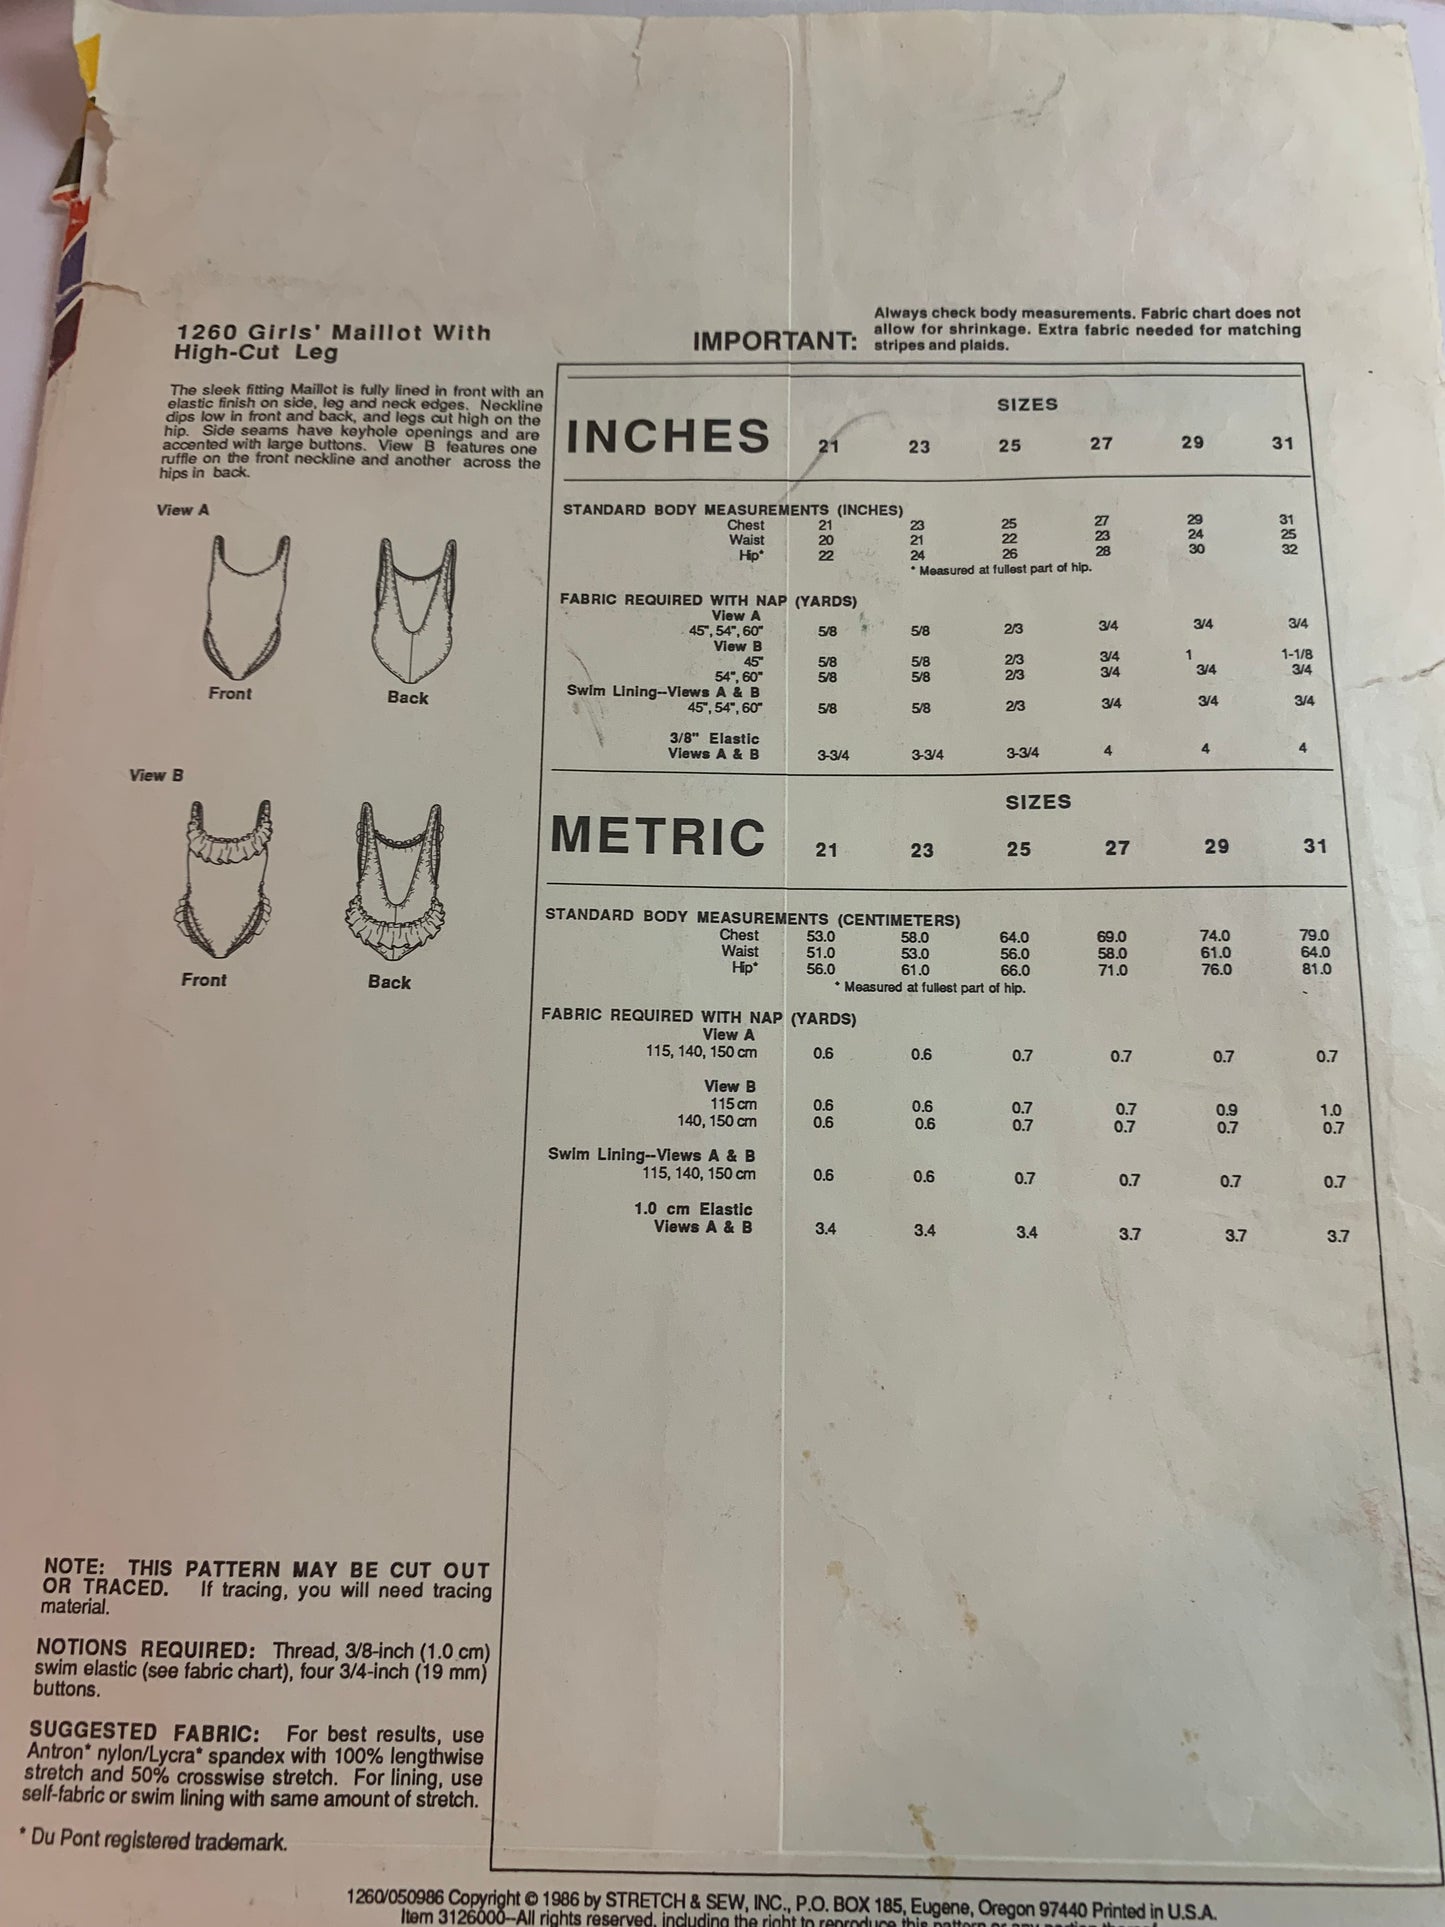 1260 Girls' Maillot With
High-Cut Leg
The sleek fitting Maillot is fully lined in front with an
elastic finish on side, leg and neck edges. Neckline
dips low in front and back, and legs cut high on the
hip. Side seams have keyhole openings and are
accented with large buttons. View B features one
ruffle on the front neckline and another across the
hips in back.
View A
Front Back
View B
Front Back
NOTE: THIS PATTERN MAY BE CUT OUT
OR TRACED. If tracing, you will need tracing
material.
NOTIONS REQUIRED: Thread, 3/8-inch (1.0 cm)
swim elastic (see fabric chart), four 3/4-inch (19 mm)
buttons.
SUGGESTED FABRIC: For best results, use
Antron* nylon/Lycra* spandex with 100% lengthwise
stretch and 50% crosswise stretch. For lining, use
self-fabric or swim lining with same amount of stretch.
* Du Pont registered trademark.
IMPORTANT: Always check body measurements. Fabric chart does not
allow for shrinkage. Extra fabric needed for matching
stripes and plaids.
SIZES
INCHES 21 23 25 27 29 31
STANDARD BODY MEASUREMENTS (INCHES)
Chest 21 23 25 27 29 31
Waist 20 21 22 23 24 25
Hip* 22 24 26 28 30 32
* Measured at fullest part of hip.
FABRIC REQUIRED WITH NAP (YARDS)
View A
45", 54", 60" 5/8 5/8 2/3 3/4 3/4 3/4
View B
45" 5/8 5/8 2/3 3/4 1 1-1/8
54", 60" 5/8 5/8 2/3 3/4 3/4 3/4
Swim Lining--Views A & B
45", 54", 60" 5/8 5/8 2/3 3/4 3/4 3/4
3/8" Elastic
Views A & B 3-3/4 3-3/4 3-3/4 4 4 4
SIZES
METRIC 21 23 25 27 29 31
STANDARD BODY MEASUREMENTS (CENTIMETERS)
Chest 53.0 58.0 64.0 69.0 74.0 79.0
Waist 51.0 53.0 56.0 58.0 61.0 64.0
Hip* 56.0 61.0 66.0 71.0 76.0 81.0
* Measured at fullest part of hip.
FABRIC REQUIRED WITH NAP (YARDS)
View A
115, 140, 150 cm 0.6 0.6 0.7 0.7 0.7 0.7
View B
115 cm 0.6 0.6 0.7 0.7 0.9 1.0
140, 150 cm 0.6 0.6 0.7 0.7 0.7 0.7
Swim Lining--Views A & B
115, 140, 150 cm 0.6 0.6 0.7 0.7 0.7 0.7
1.0 cm Elastic
Views A & B 3.4 3.4 3.4 3.7 3.7 3.7
1260/050986 Copyright © 1986 by STRETCH & SEW, INC., P.O. BOX 185, Eugene, Oregon 97440 Printed in U.S.A.
Item 3126000--All rights reserved, including the right to reproduce this pattern or any